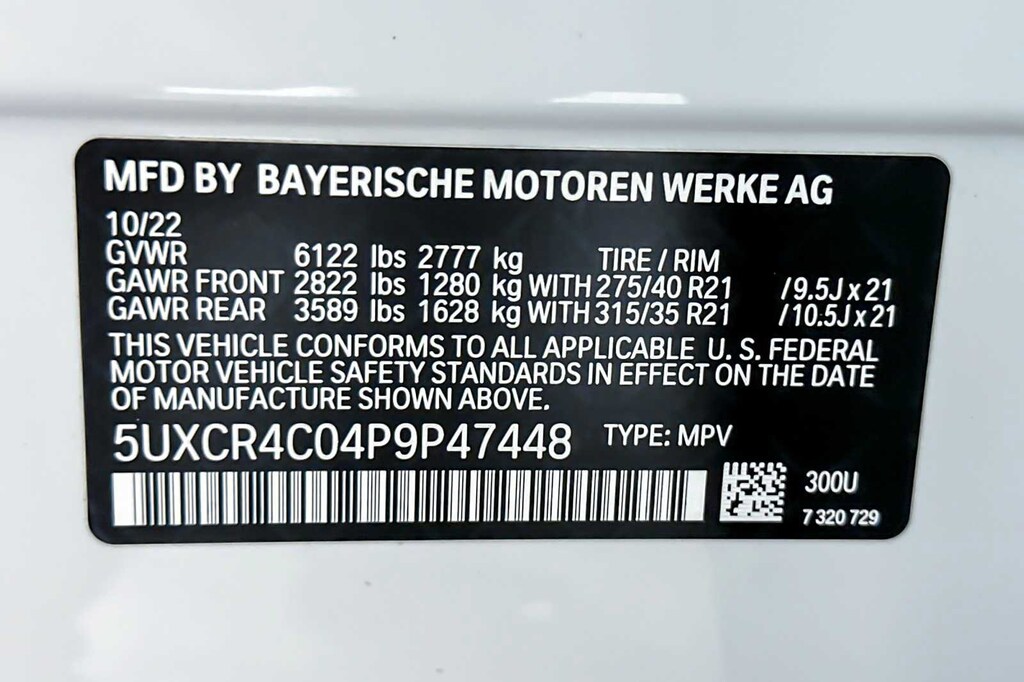 MFD BY BAYERISCHE MOTOREN WERKE AG
10/22
GVWR 6122 lbs 2777 kg TIRE / RIM
GAWR FRONT 2822 lbs 1280 kg WITH 275/40 R21 /9.5J x 21
GAWR REAR 3589 lbs 1628 kg WITH 315/35 R21 /10.5J x 21
THIS VEHICLE CONFORMS TO ALL APPLICABLE U. S. FEDERAL
MOTOR VEHICLE SAFETY STANDARDS IN EFFECT ON THE DATE
OF MANUFACTURE SHOWN ABOVE.
5UXCR4C04P9P47448 TYPE: MPV
300U
7 320 729